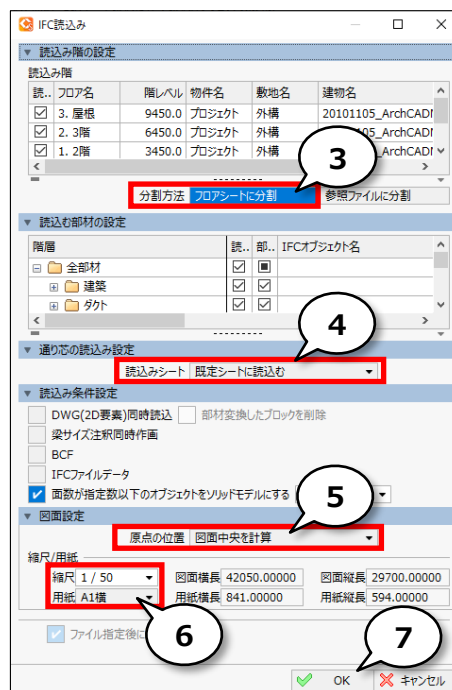 IFC読込み
読込み階の設定
読込み階
読.. フロア名 階レベル 物件名 敷地名 建物名
3. 屋根 9450.0 プロジェクト 外構 20101105_ArchCADI
2. 3階 6450.0 プロジェクト 外構 05_ArchCADI
1. 2階 3450.0 プロジェクト 外構 05_ArchCADI
3
分割方法 フロアシートに分割 参照ファイルに分割
読込む部材の設定
階層 読.. 部.. IFCオブジェクト名
全部材
建築
ダクト
4
通り芯の読込み設定
読込みシート 既定シートに読込む
読込み条件設定
DWG(2D要素)同時読込 部材変換したブロックを削除
梁サイズ注釈同時作画
BCF
IFCファイルデータ
面数が指定数以下のオブジェクトをソリッドモデルにする
5
図面設定
原点の位置 図面中央を計算
縮尺/用紙
縮尺 1 / 50 図面横長 42050.00000 図面縦長 29700.00000
用紙 A1横 用紙横長 841.00000 用紙縦長 594.00000
6
ファイル指定後に
7
OK キャンセル